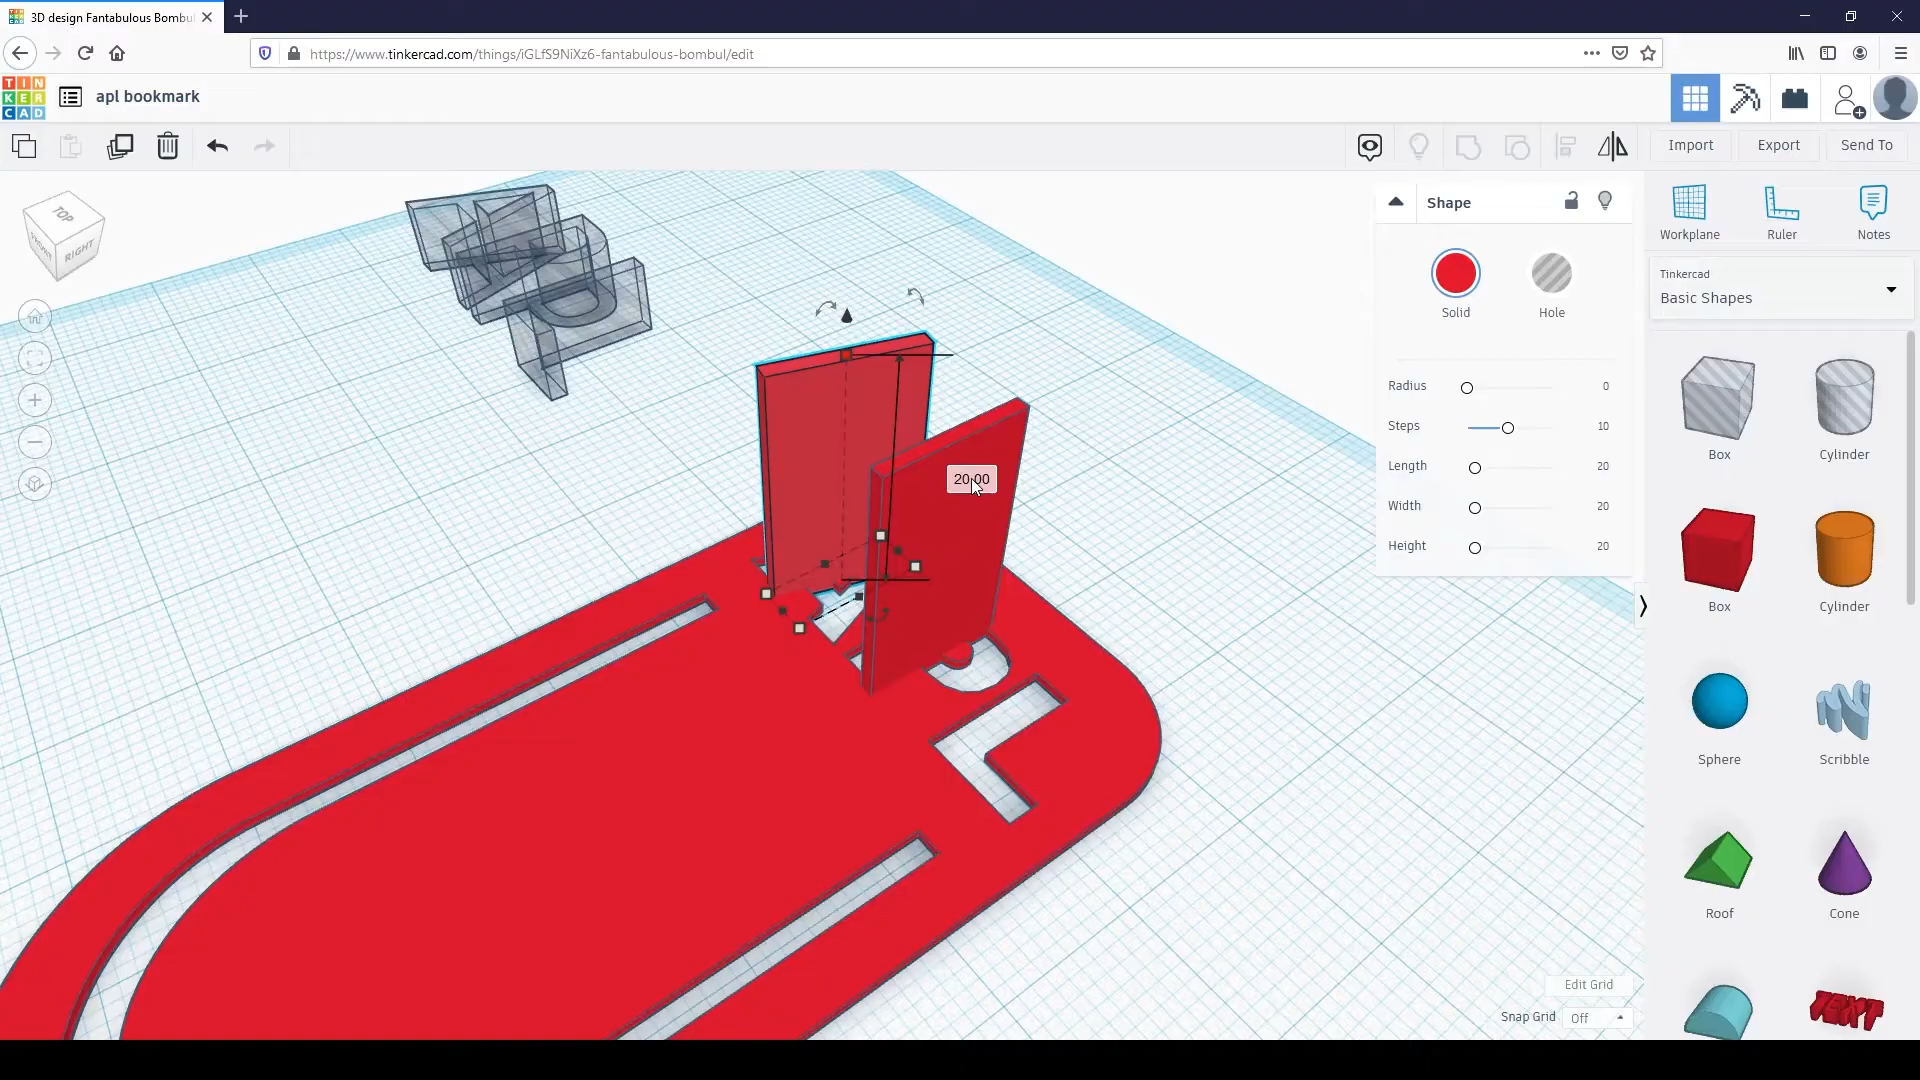 3D design Fantabulous Bombul
https://www.tinkercad.com/things/iGLfS9NiXz6-fantabulous-bombul/edit
TIN
KER
CAD
apl bookmark
Import
Export
Send To
TOP
RIGHT
Shape
Solid
Hole
Radius 0
Steps 10
Length 20
Width 20
Height 20
20.00
Workplane
Ruler
Notes
Tinkercad
Basic Shapes
Box
Cylinder
Box
Cylinder
Sphere
Scribble
Roof
Cone
TEXT
Edit Grid
Snap Grid Off